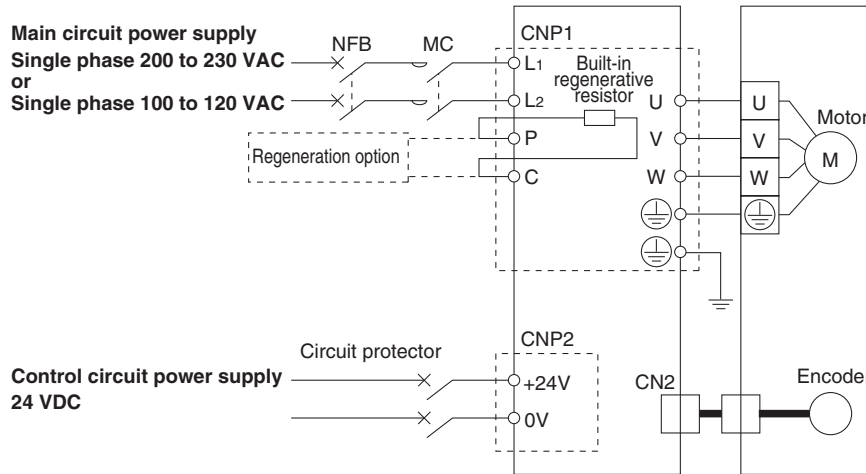 Main circuit power supply
Single phase 200 to 230 VAC
or
Single phase 100 to 120 VAC
NFB
MC
CNP1
L1
L2
P
C
Built-in
regenerative
resistor
Regeneration option
U
V
W
U
V
W
Motor
M
Control circuit power supply
24 VDC
Circuit protector
CNP2
+24V
0V
CN2
Encoder